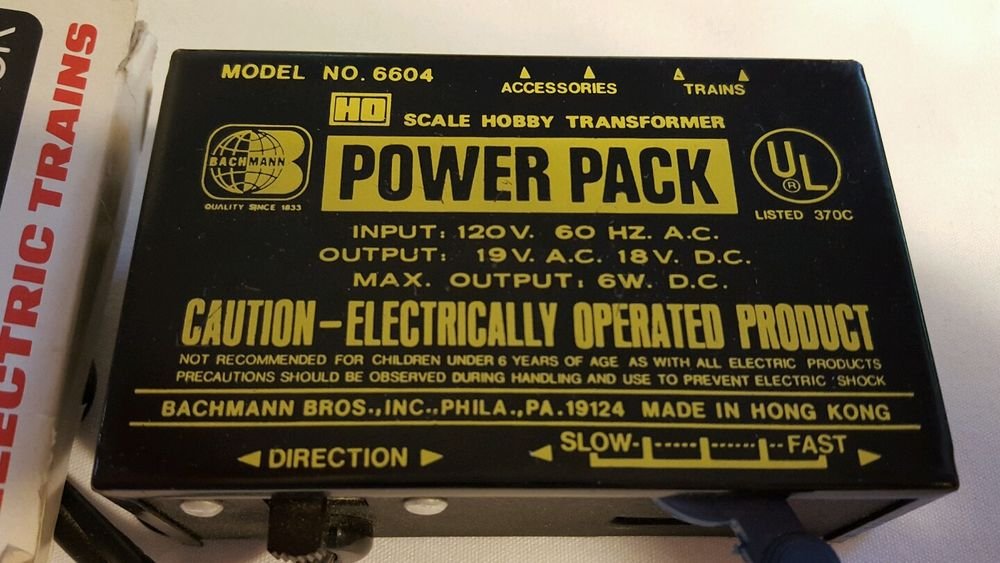 ELECTRIC TRAINS
MODEL NO. 6604
ACCESSORIES
TRAINS
HO SCALE HOBBY TRANSFORMER
BACHMANN
QUALITY SINCE 1833
POWER PACK
UL
®
LISTED 370C
INPUT: 120 V. 60 HZ. A.C.
OUTPUT: 19 V. A.C. 18 V. D.C.
MAX. OUTPUT: 6W. D.C.
CAUTION-ELECTRICALLY OPERATED PRODUCT
NOT RECOMMENDED FOR CHILDREN UNDER 6 YEARS OF AGE AS WITH ALL ELECTRIC PRODUCTS
PRECAUTIONS SHOULD BE OBSERVED DURING HANDLING AND USE TO PREVENT ELECTRIC SHOCK
BACHMANN BROS., INC., PHILA., PA. 19124 MADE IN HONG KONG
DIRECTION
SLOW FAST